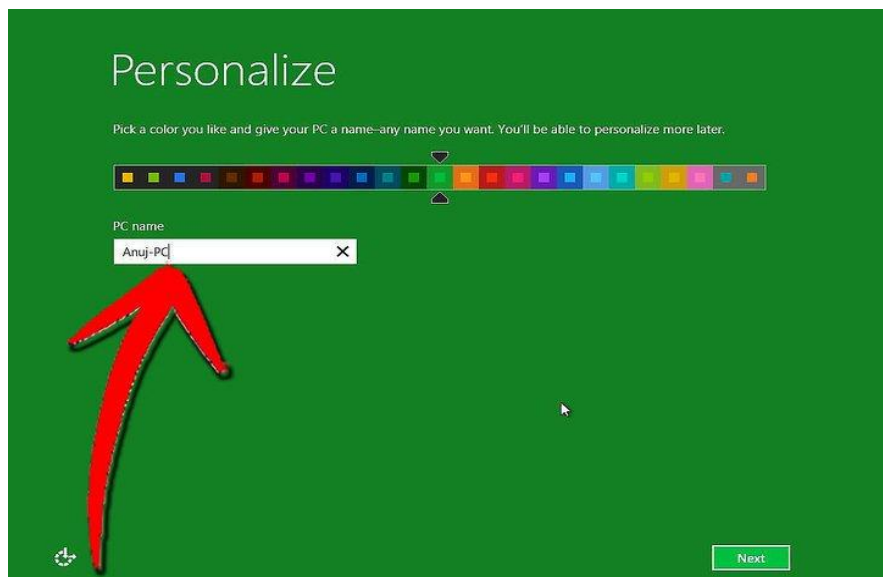 Personalize
Pick a color you like and give your PC a name–any name you want. You'll be able to personalize more later.
PC name
Anuj-PC
Next